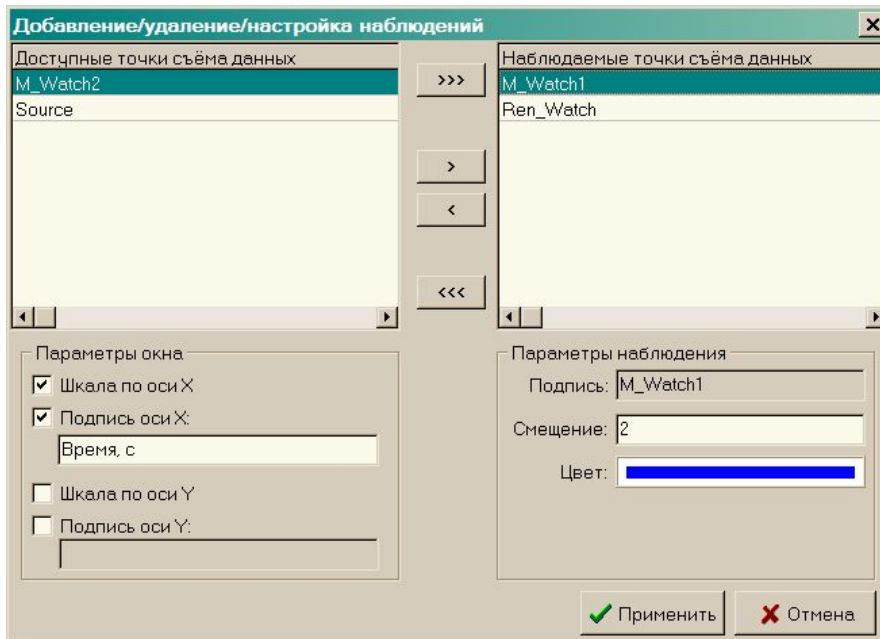 Добавление/удаление/настройка наблюдений
Доступные точки съёма данных
M_Watch2
Source
>>>
>
<
<<<
Наблюдаемые точки съёма данных
M_Watch1
Ren_Watch
Параметры окна
Шкала по оси X
Подпись оси X:
Время, с
Шкала по оси Y
Подпись оси Y:
Параметры наблюдения
Подпись: M_Watch1
Смещение: 2
Цвет:
Применить
Отмена